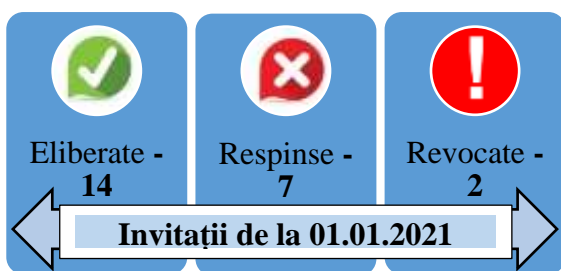 Eliberate -
14
Respinse -
7
Revocate -
2
Invitații de la 01.01.2021